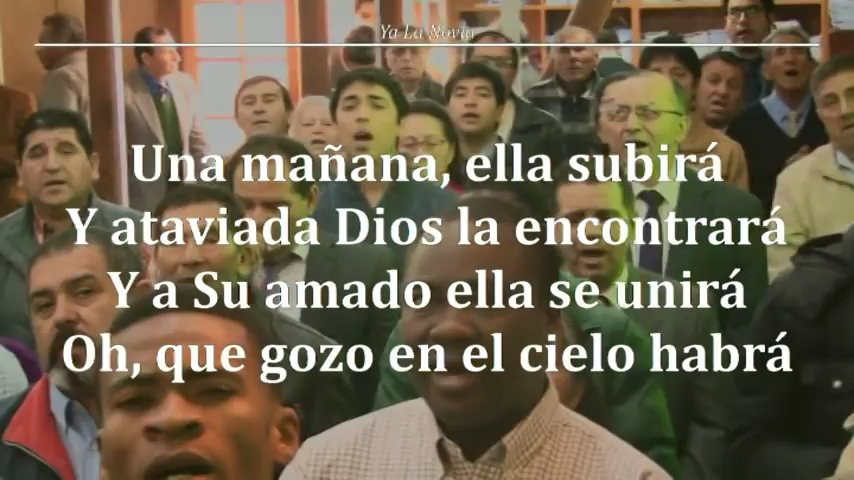 Ya La Novia
Una mañana, ella subirá
Y ataviada Dios la encontrará
Y a Su amado ella se unirá
Oh, que gozo en el cielo habrá